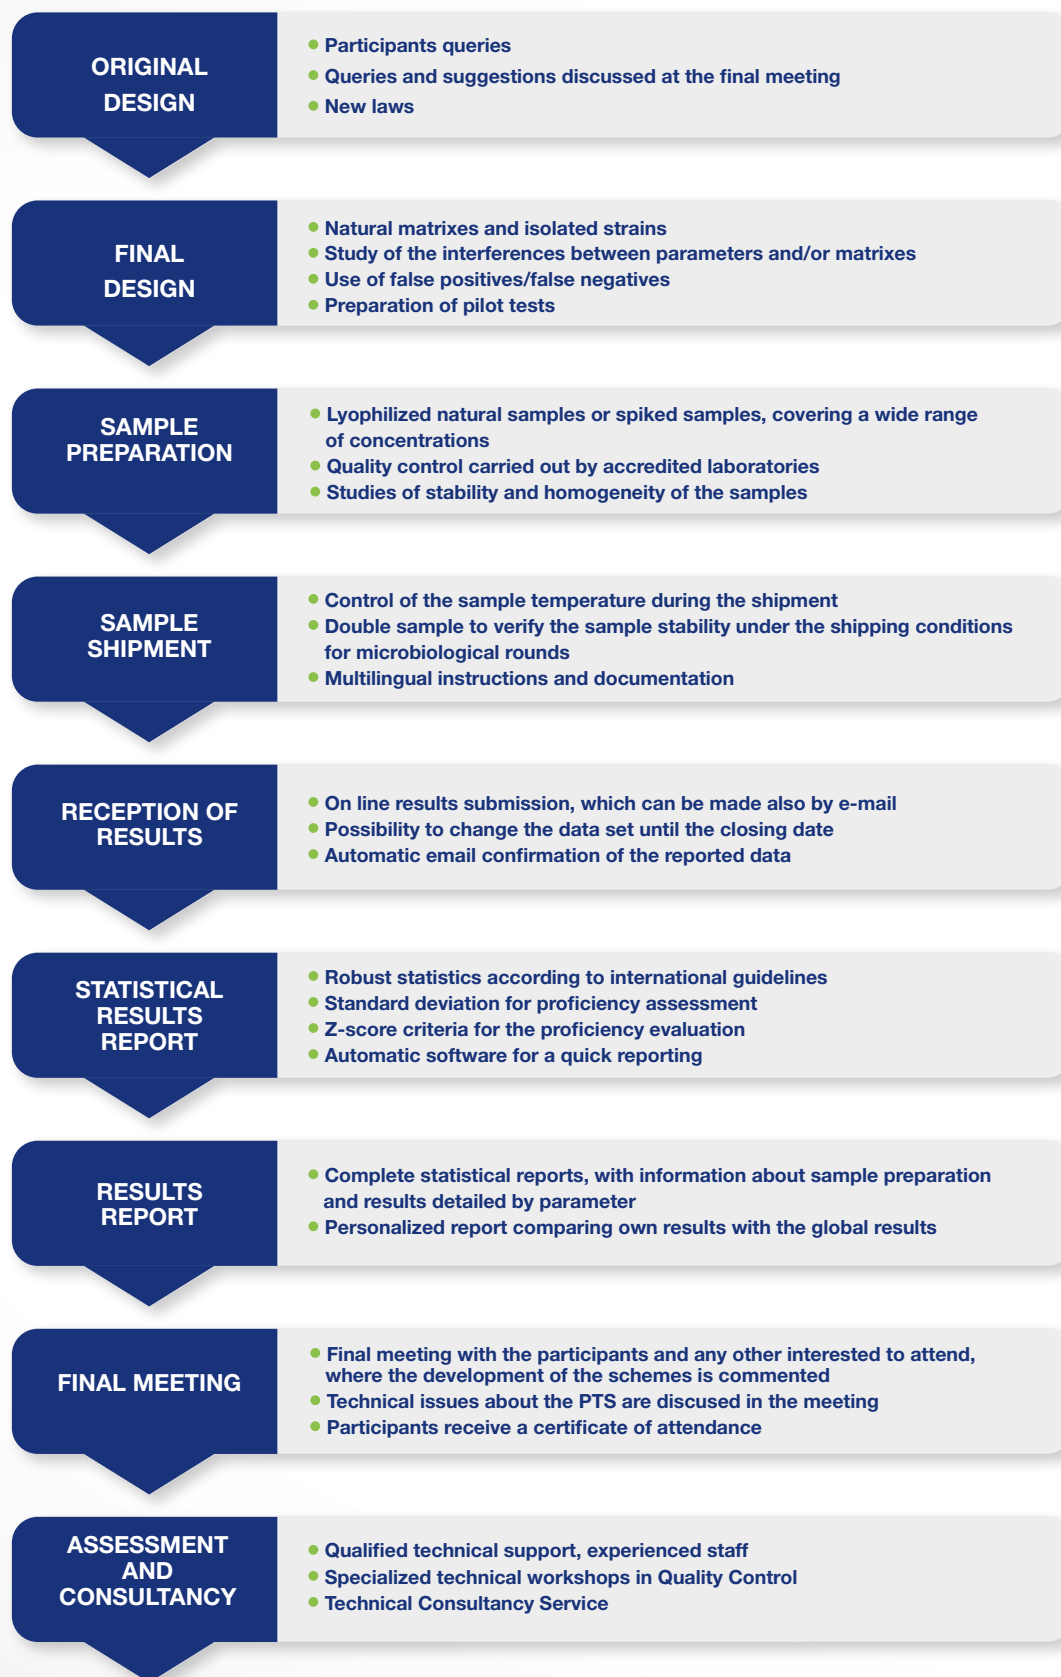 ORIGINAL
DESIGN
• Participants queries
• Queries and suggestions discussed at the final meeting
• New laws
FINAL
DESIGN
• Natural matrixes and isolated strains
• Study of the interferences between parameters and/or matrixes
• Use of false positives/false negatives
• Preparation of pilot tests
SAMPLE
PREPARATION
• Lyophilized natural samples or spiked samples, covering a wide range
of concentrations
• Quality control carried out by accredited laboratories
• Studies of stability and homogeneity of the samples
SAMPLE
SHIPMENT
• Control of the sample temperature during the shipment
• Double sample to verify the sample stability under the shipping conditions
for microbiological rounds
• Multilingual instructions and documentation
RECEPTION OF
RESULTS
• On line results submission, which can be made also by e-mail
• Possibility to change the data set until the closing date
• Automatic email confirmation of the reported data
STATISTICAL
RESULTS
REPORT
• Robust statistics according to international guidelines
• Standard deviation for proficiency assessment
• Z-score criteria for the proficiency evaluation
• Automatic software for a quick reporting
RESULTS
REPORT
• Complete statistical reports, with information about sample preparation
and results detailed by parameter
• Personalized report comparing own results with the global results
FINAL MEETING
• Final meeting with the participants and any other interested to attend,
where the development of the schemes is commented
• Technical issues about the PTS are discused in the meeting
• Participants receive a certificate of attendance
ASSESSMENT
AND
CONSULTANCY
• Qualified technical support, experienced staff
• Specialized technical workshops in Quality Control
• Technical Consultancy Service